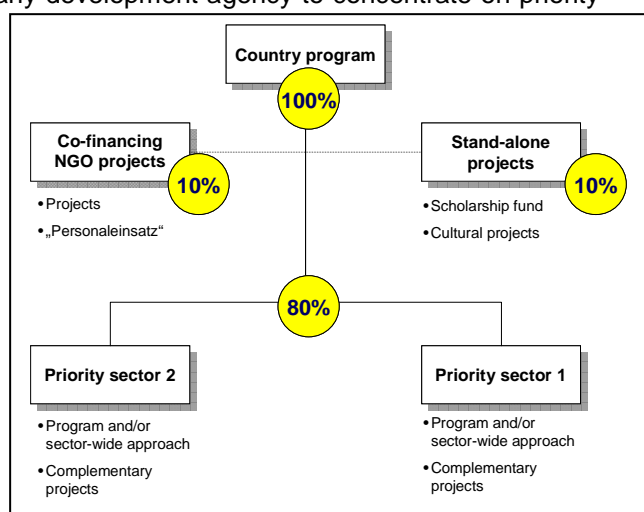 any development agency to concentrate on priority
Country program
100%
Co-financing
NGO projects
10%
•Projects
•„Personaleinsatz“
Stand-alone
projects
10%
•Scholarship fund
•Cultural projects
80%
Priority sector 2
•Program and/or
sector-wide approach
•Complementary
projects
Priority sector 1
•Program and/or
sector-wide approach
•Complementary
projects